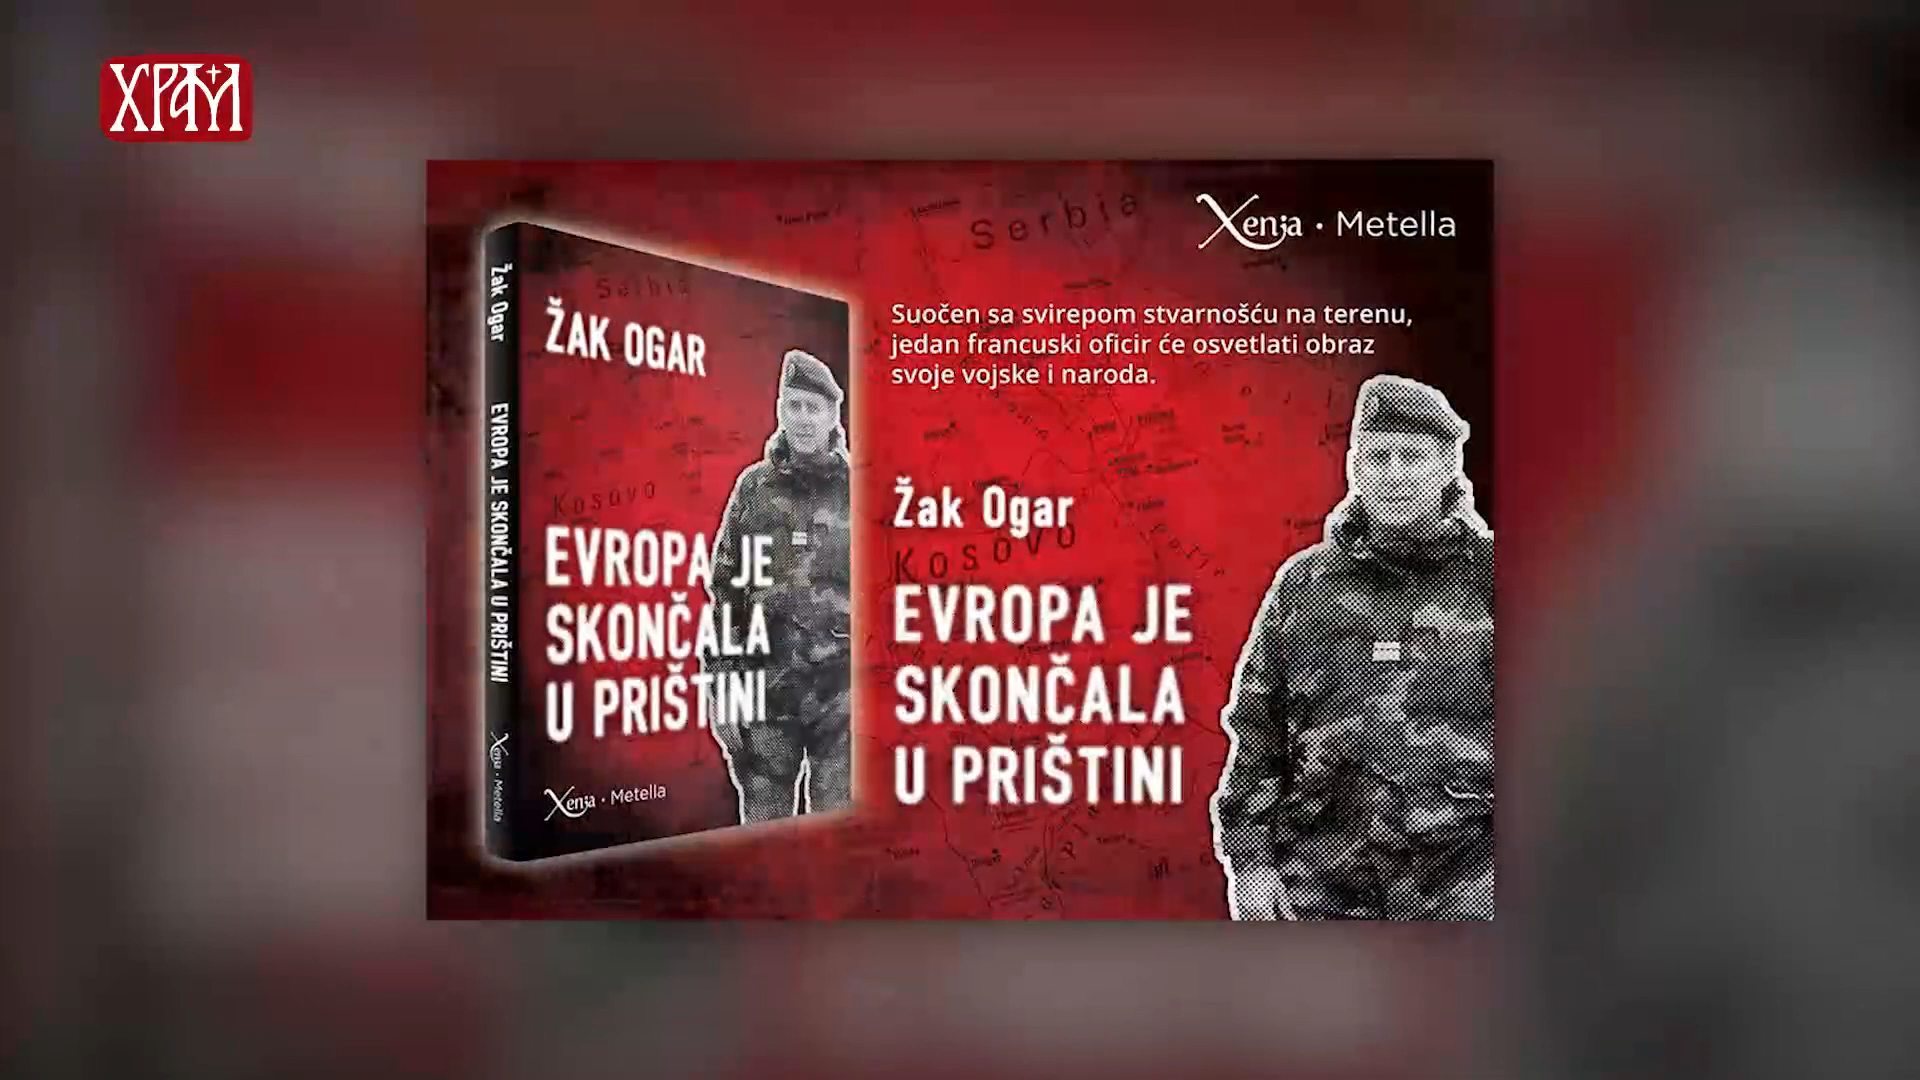 ХРАМ
Xenja • Metella
Serbia
Suočen sa svirepom stvarnošću na terenu,
jedan francuski oficir će osvetlati obraz
svoje vojske i naroda.
Žak Ogar
Kosovo
EVROPA JE
SKONČALA
U PRIŠTINI
Serbia
ŽAK OGAR
Kosovo
EVROPA JE
SKONČALA
U PRIŠTINI
Xenja • Metella
Žak Ogar EVROPA JE SKONČALA U PRIŠTINI Xenja • Metella